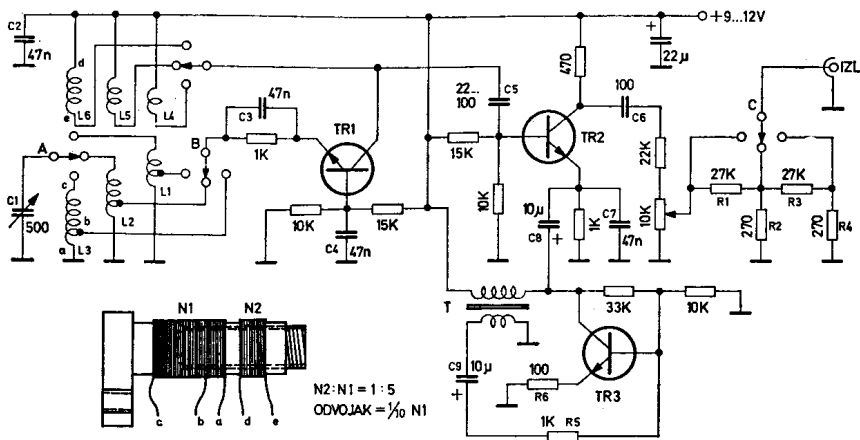 C2
47n
d
L6
L5
L4
e
A
c
C1
500
b
a
L3
L2
L1
B
47n
C3
1K
TR1
10K
15K
C4
47n
+9...12V
22µ
470
22...
100
C5
100
C6
TR2
15K
10K
22K
10K
10µ
C8
1K
C7
47n
IZL
C
27K
R1
27K
R3
270
R2
270
R4
T
33K
10K
C9
10µ
100
R6
TR3
1K R5
N1
N2
c
b
a
d
e
N2:N1=1:5
ODVOJAK=1/10 N1